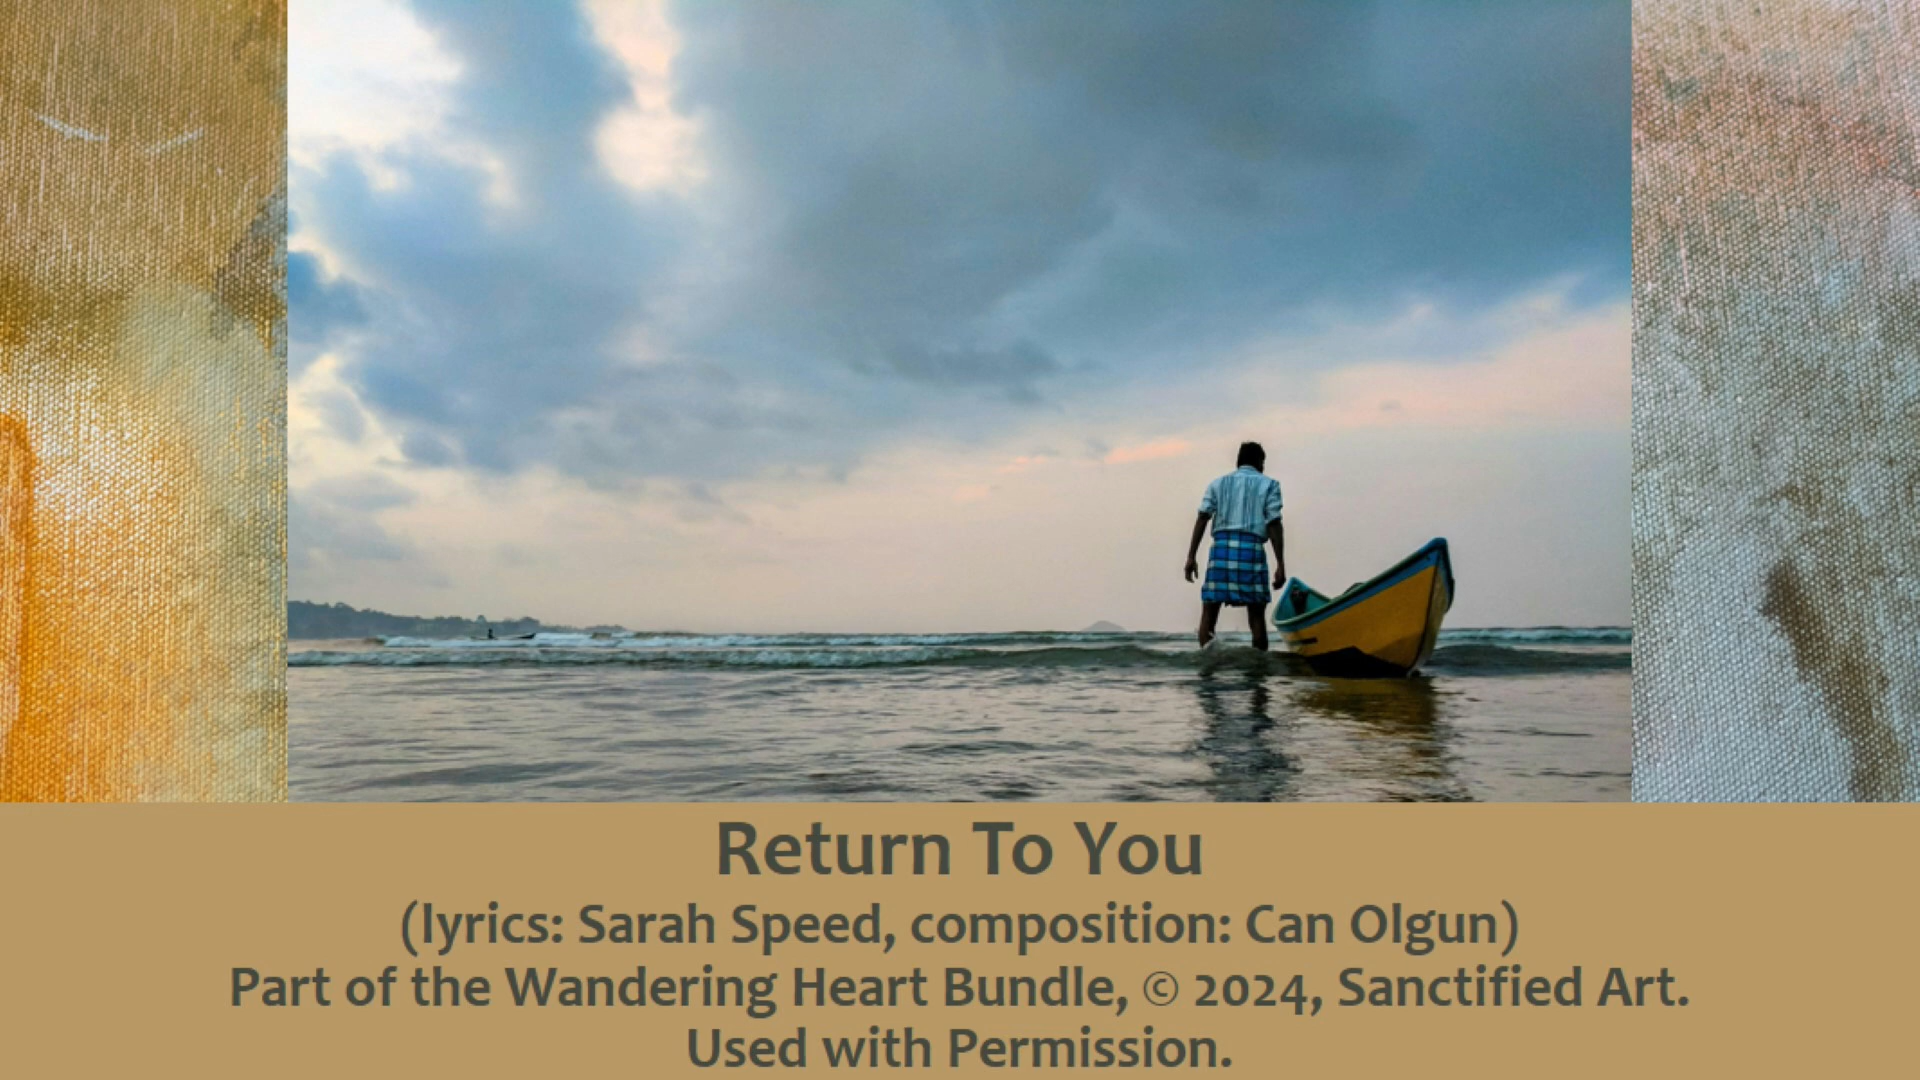 Return To You
(lyrics: Sarah Speed, composition: Can Olgun)
Part of the Wandering Heart Bundle, © 2024, Sanctified Art.
Used with Permission.